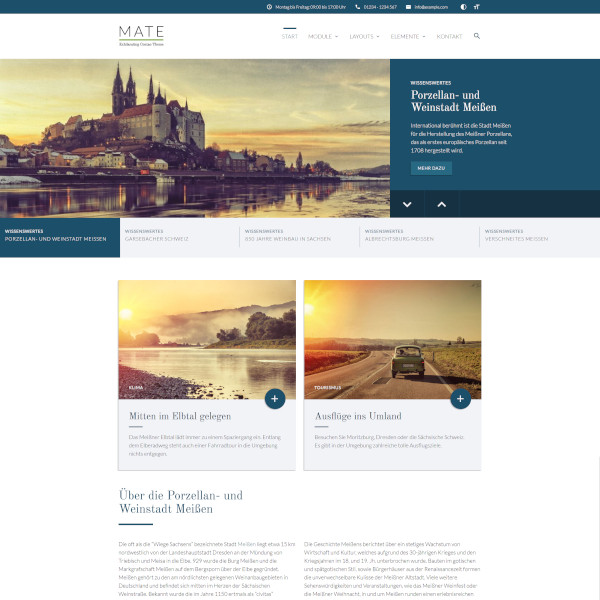 Montag bis Freitag: 09:00 bis 17:00 Uhr 01234 - 1234 567 info@example.com
MATE
START MODULE LAYOUTS ELEMENTE KONTAKT
WISSENSWERTES
Porzellan- und
Weinstadt Meißen
International berühmt ist die Stadt Meißen
für die Herstellung des Meißner Porzellans,
das als erstes europäisches Porzellan seit
1708 hergestellt wird.
MEHR DAZU
WISSENSWERTES WISSENSWERTES WISSENSWERTES WISSENSWERTES WISSENSWERTES
PORZELLAN- UND WEINSTADT MEISSEN GARSEBACHER SCHWEIZ 850 JAHRE WEINBAU IN SACHSEN ALBRECHTSBURG MEISSEN VERSCHNEITES MEISSEN
KLIMA
Mitten im Elbtal gelegen
Das Meißner Elbtal lädt immer zu einem Spaziergang ein. Entlang
dem Elberadweg steht auch einer Fahrradtour in die Umgebung
nichts entgegen.
TOURISMUS
Ausflüge ins Umland
Besuchen Sie Moritzburg, Dresden oder die Sächsische Schweiz.
Es gibt in der Umgebung zahlreiche tolle Ausflugsziele.
Über die Porzellan- und
Weinstadt Meißen
Die oft als die "Wiege Sachsens" bezeichnete Stadt Meißen liegt etwa 15 km
nordwestlich von der Landeshauptstadt Dresden an der Mündung von
Triebisch und Meisa in die Elbe. 929 wurde die Burg Meißen und die
Markgrafschaft Meißen auf dem Bergsporn über der Elbe gegründet.
Meißen gehört zu den am nördlichsten gelegenen Weinanbaugebieten in
Deutschland und befindet sich mitten im Herzen der Sächsischen
Weinstraße. Bekannt wurde die im Jahre 1150 erstmals als "civitas"
Die Geschichte Meißens berichtet über ein stetiges Wachstum von
Wirtschaft und Kultur, welches aufgrund des 30-jährigen Krieges und den
Kriegsjahren im 18. und 19. Jh. unterbrochen wurde. Bauten im gotischen
und spätgotischen Stil, sowie Bürgerhäuser aus der Renaissancezeit formen
die unverwechselbare Kulisse der Meißner Altstadt. Viele weitere
Sehenswürdigkeiten und Veranstaltungen, wie das Meißner Weinfest oder
die Meißner Weihnacht, in und um Meißen runden einen erlebnisreichen